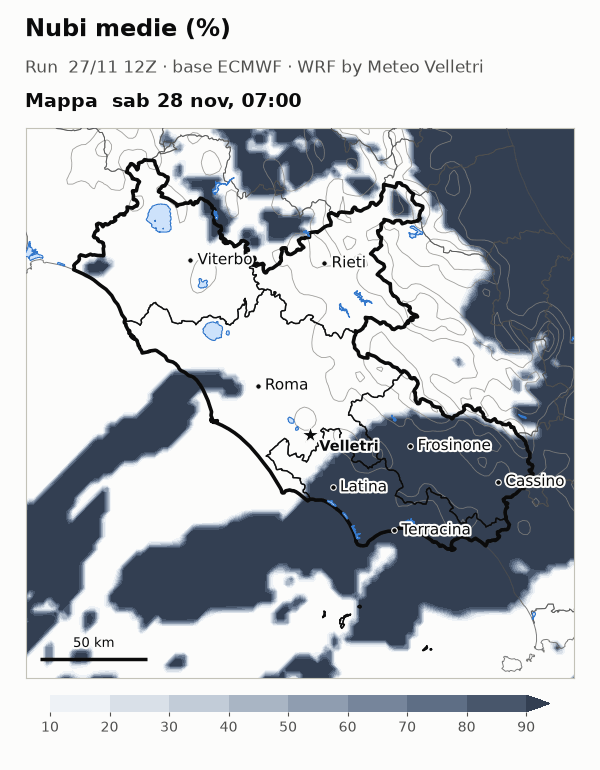 Nubi medie (%)
Run  27/11 12Z · base ECMWF · WRF by Meteo Velletri
Mappa  sab 28 nov, 07:00
Viterbo
Rieti
Roma
Velletri
Frosinone
Latina
Cassino
Terracina
50 km
10 20 30 40 50 60 70 80 90